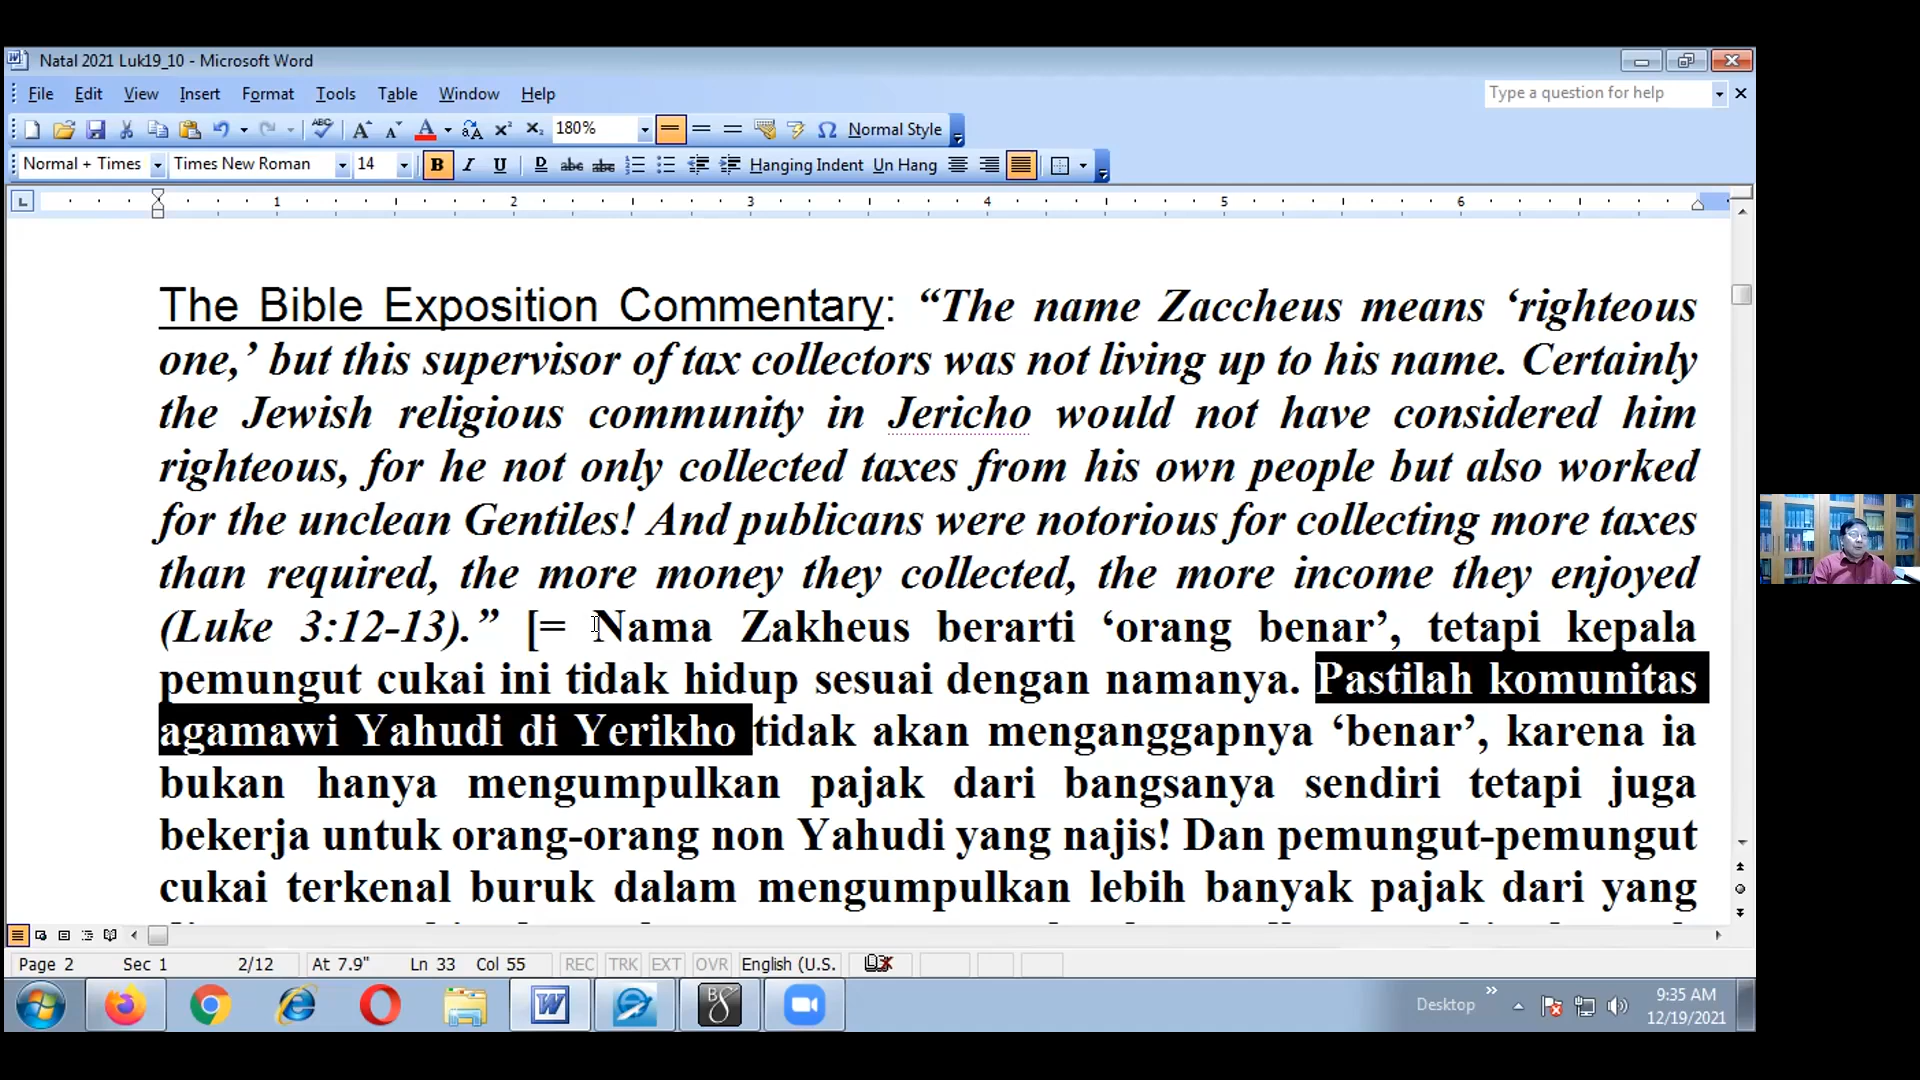 Natal 2021 Luk19_10 - Microsoft Word
File Edit View Insert Format Tools Table Window Help
Type a question for help
180% Normal Style
Normal + Times Times New Roman 14 B I U Hanging Indent Un Hang
1 2 3 4 5 6
The Bible Exposition Commentary: “The name Zaccheus means ‘righteous
one,’ but this supervisor of tax collectors was not living up to his name. Certainly
the Jewish religious community in Jericho would not have considered him
righteous, for he not only collected taxes from his own people but also worked
for the unclean Gentiles! And publicans were notorious for collecting more taxes
than required, the more money they collected, the more income they enjoyed
(Luke 3:12-13).” [= Nama Zakheus berarti ‘orang benar’, tetapi kepala
pemungut cukai ini tidak hidup sesuai dengan namanya. Pastilah komunitas
agamawi Yahudi di Yerikho tidak akan menganggapnya ‘benar’, karena ia
bukan hanya mengumpulkan pajak dari bangsanya sendiri tetapi juga
bekerja untuk orang-orang non Yahudi yang najis! Dan pemungut-pemungut
cukai terkenal buruk dalam mengumpulkan lebih banyak pajak dari yang
Page 2 Sec 1 2/12 At 7.9" Ln 33 Col 55 REC TRK EXT OVR English (U.S.
Desktop 9:35 AM
12/19/2021